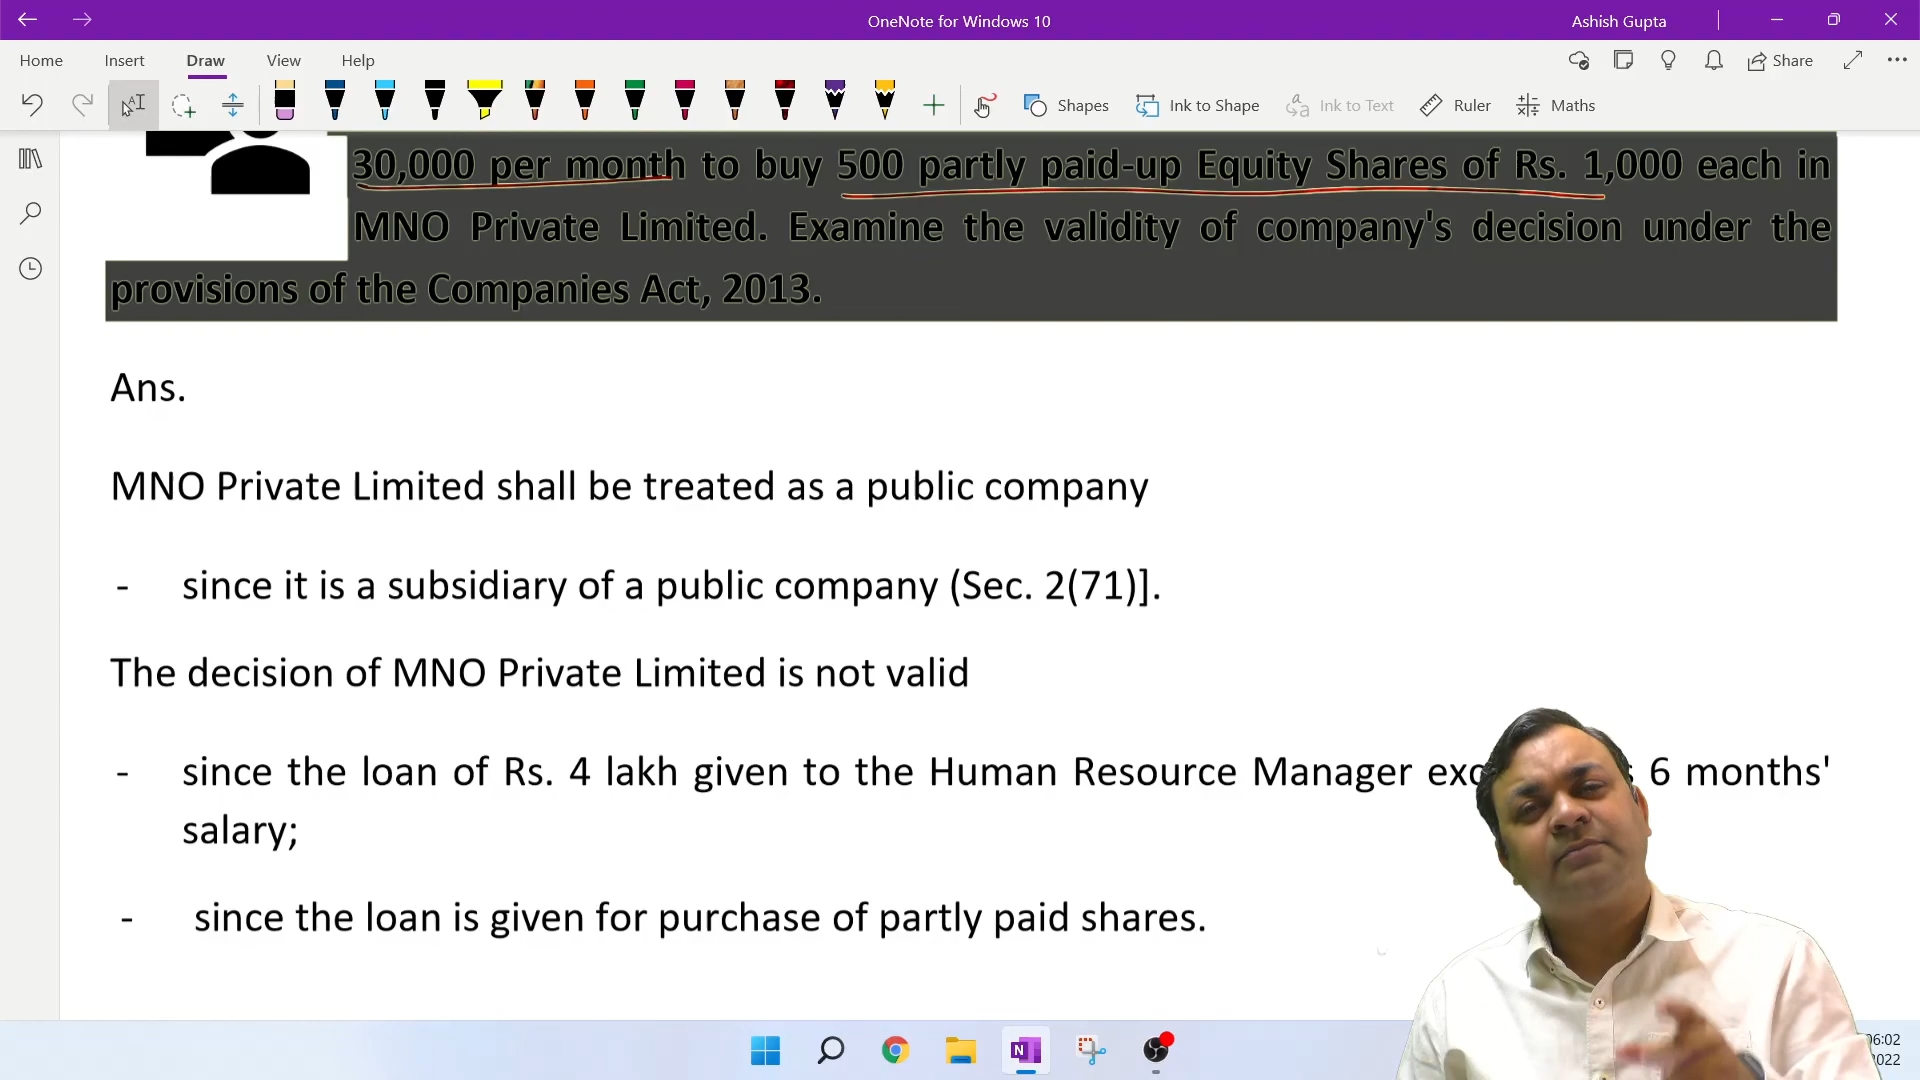 OneNote for Windows 10
Ashish Gupta
Home Insert Draw View Help
Share
Shapes Ink to Shape Ink to Text Ruler Maths
30,000 per month to buy 500 partly paid-up Equity Shares of Rs. 1,000 each in
MNO Private Limited. Examine the validity of company's decision under the
provisions of the Companies Act, 2013.
Ans.
MNO Private Limited shall be treated as a public company
- since it is a subsidiary of a public company (Sec. 2(71)].
The decision of MNO Private Limited is not valid
- since the loan of Rs. 4 lakh given to the Human Resource Manager 6 months'
salary;
- since the loan is given for purchase of partly paid shares.